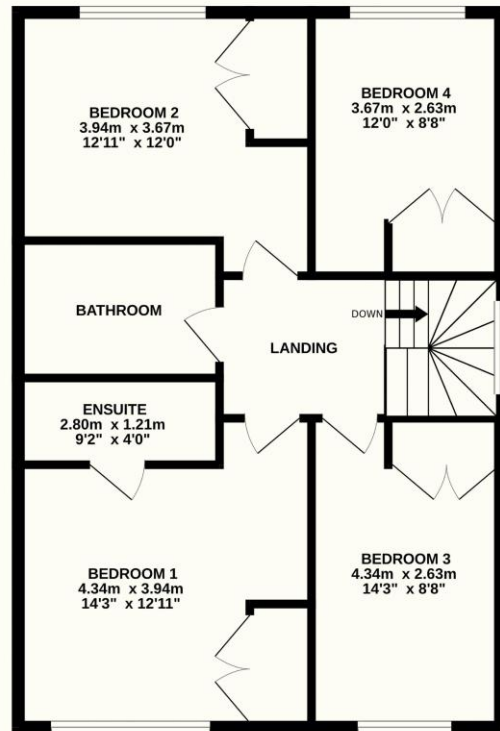 BEDROOM 2
3.94m x 3.67m
12'11" x 12'0"
BEDROOM 4
3.67m x 2.63m
12'0" x 8'8"
BATHROOM
LANDING
DOWN
ENSUITE
2.80m x 1.21m
9'2" x 4'0"
BEDROOM 1
4.34m x 3.94m
14'3" x 12'11"
BEDROOM 3
4.34m x 2.63m
14'3" x 8'8"